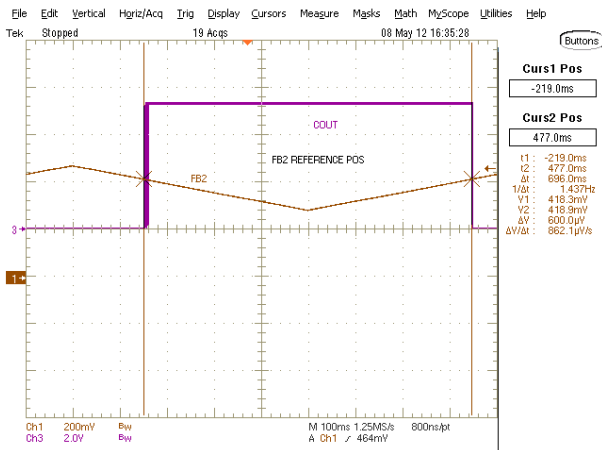 File Edit Vertical Horiz/Acq Trig Display Cursors Measure Masks Math MyScope Utilities Help
Tek Stopped 19 Acqs 08 May 12 16:35:28
Buttons
Curs1 Pos
-219.0ms
Curs2 Pos
477.0ms
t1 : -219.0ms
t2 : 477.0ms
Δt : 696.0ms
1/Δt : 1.437Hz
V1 : 418.3mV
V2 : 418.9mV
ΔV : 600.0µV
ΔV/Δt : 862.1µV/s
COUT
FB2 REFERENCE POS
FB2
3
1
Ch1 200mV Bw
Ch3 2.0V Bw
M 100ms 1.25MS/s 800ns/pt
A Ch1 ∕ 464mV